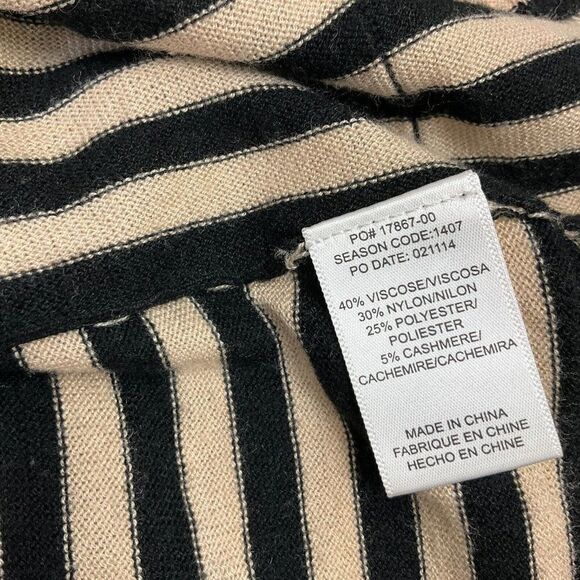 PO# 17867-00
SEASON CODE:1407
PO DATE: 021114
40% VISCOSE/VISCOSA
30% NYLON/NILON
25% POLYESTER/
POLIESTER
5% CASHMERE/
CACHEMIRE/CACHEMIRA
MADE IN CHINA
FABRIQUE EN CHINE
HECHO EN CHINE